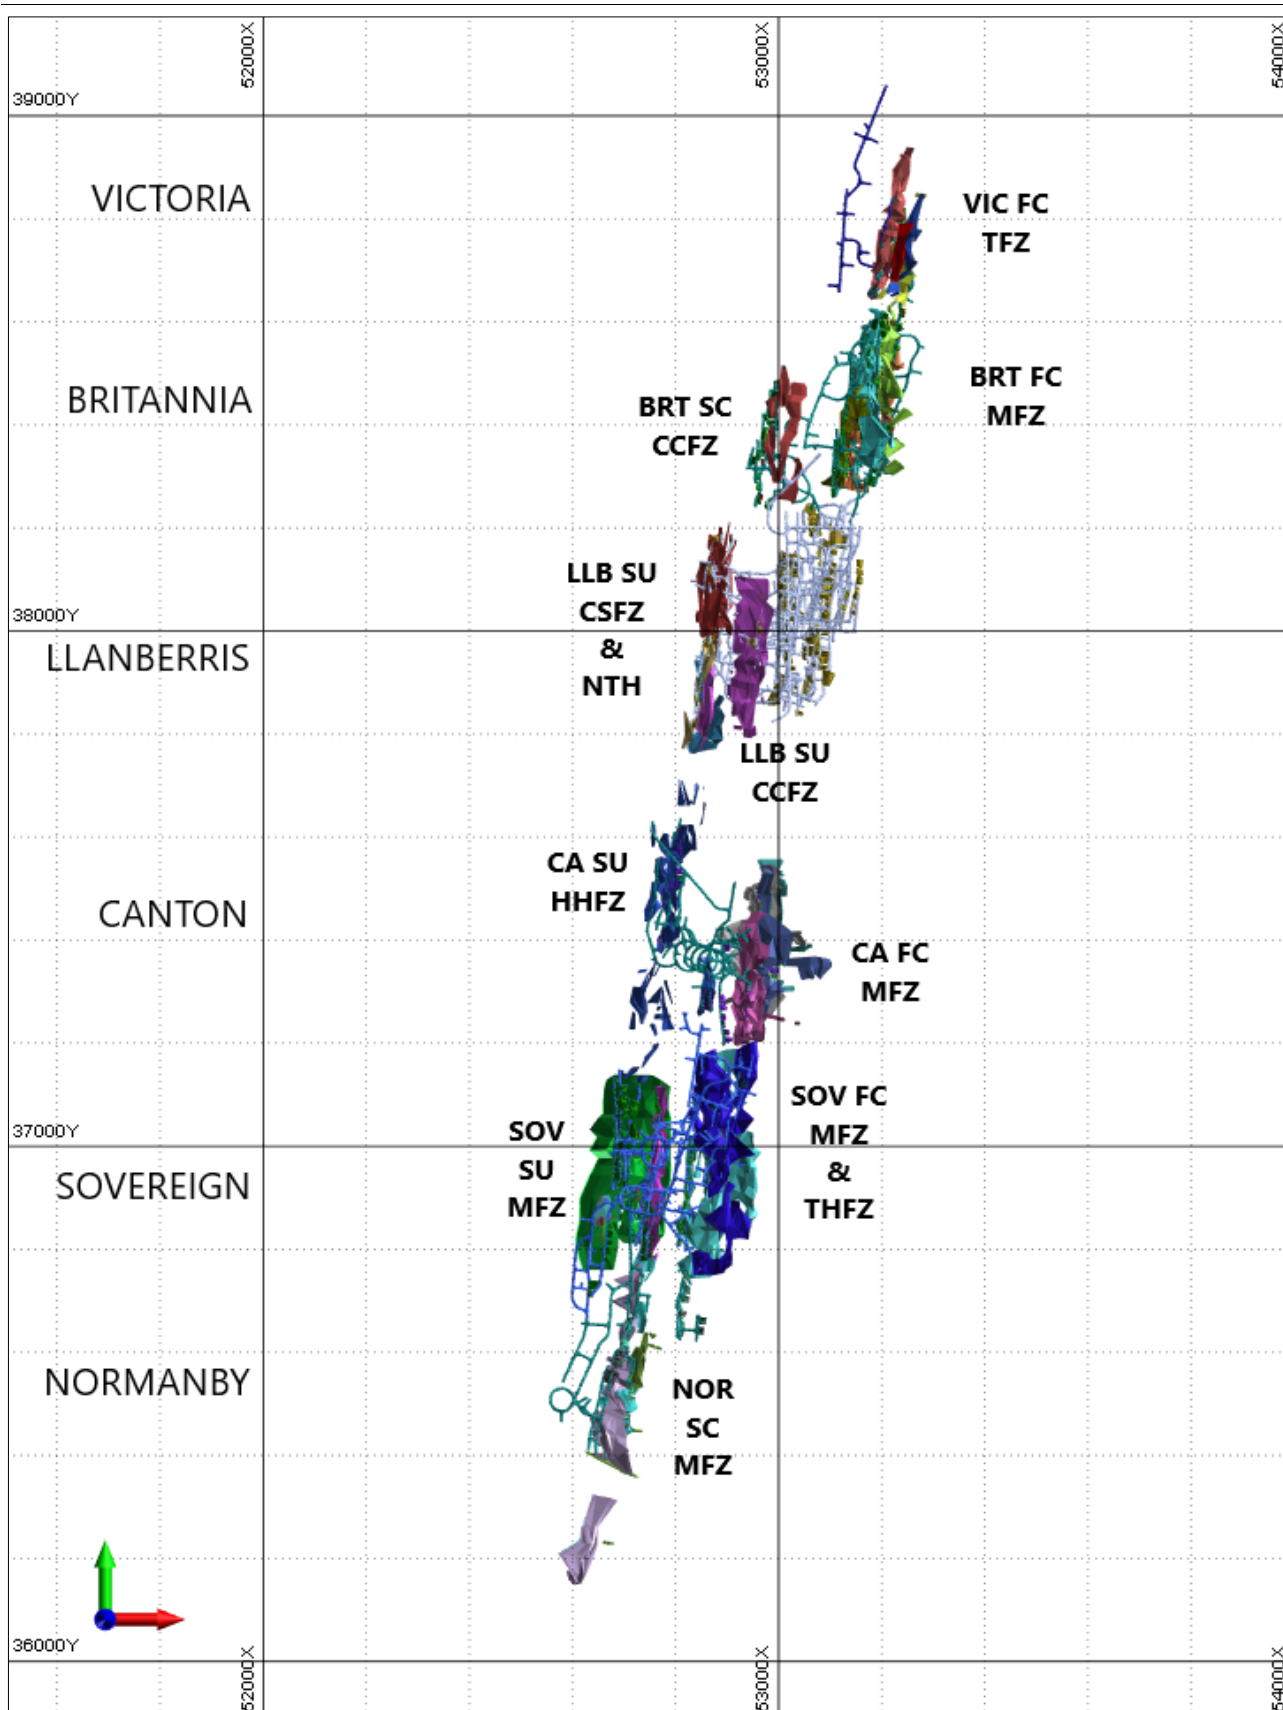 52000X
53000X
54000X
39000Y
VICTORIA
VIC FC
TFZ
BRITANNIA
BRT SC
CCFZ
BRT FC
MFZ
LLB SU
CSFZ
&
NTH
38000Y
LLANBERRIS
LLB SU
CCFZ
CA SU
HHFZ
CANTON
CA FC
MFZ
SOV FC
MFZ
&
THFZ
37000Y
SOV
SU
MFZ
SOVEREIGN
NORMANBY
NOR
SC
MFZ
36000Y
52000X
53000X
54000X